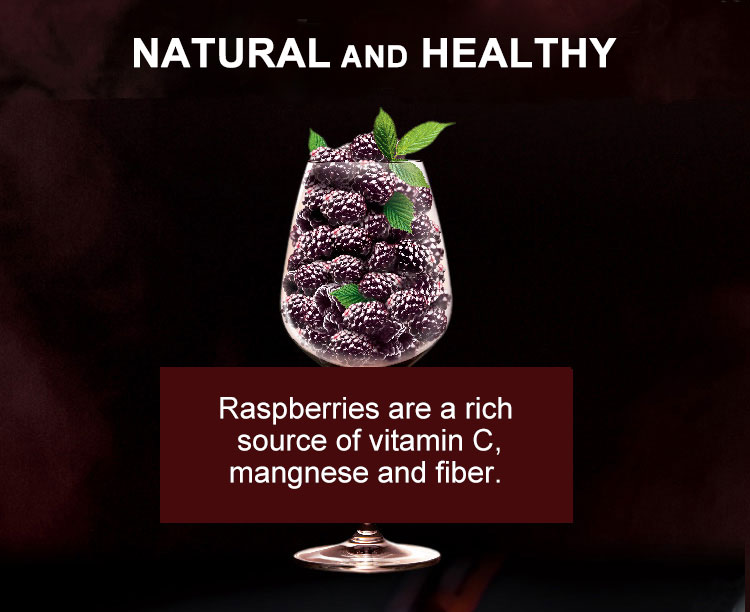 NATURAL AND HEALTHY
Raspberries are a rich
source of vitamin C,
mangnese and fiber.